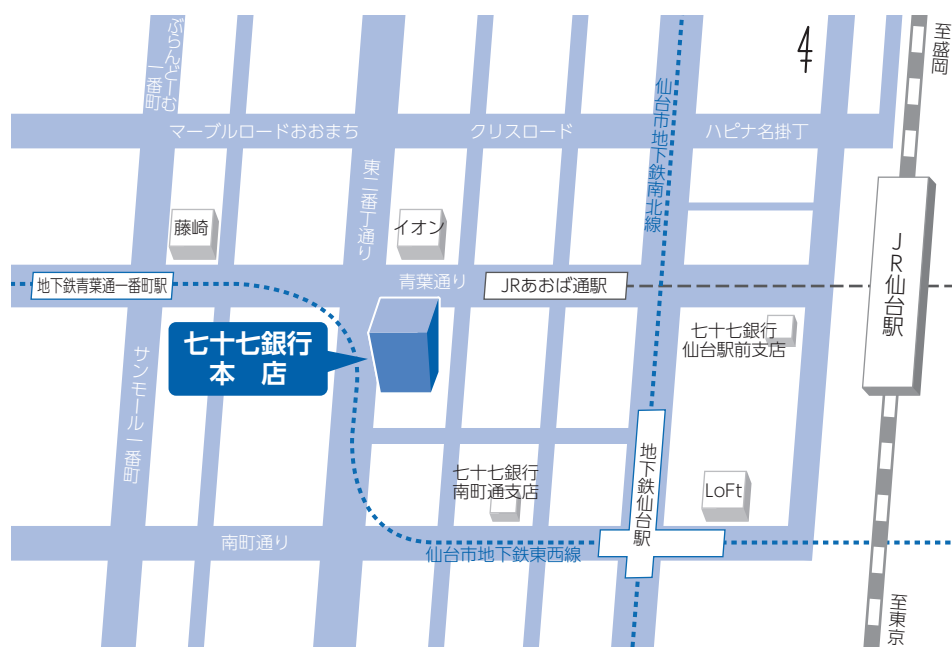 ぶらんどーむ
一番町
4
至盛岡
マーブルロードおおまち
クリスロード
ハピナ名掛丁
仙台市地下鉄南北線
東二番丁通り
藤崎
イオン
JR仙台駅
地下鉄青葉通一番町駅
青葉通り
JRあおば通駅
七十七銀行
本店
七十七銀行
仙台駅前支店
サンモール一番町
七十七銀行
南町通支店
地下鉄仙台駅
LoFt
南町通り
仙台市地下鉄東西線
至東京